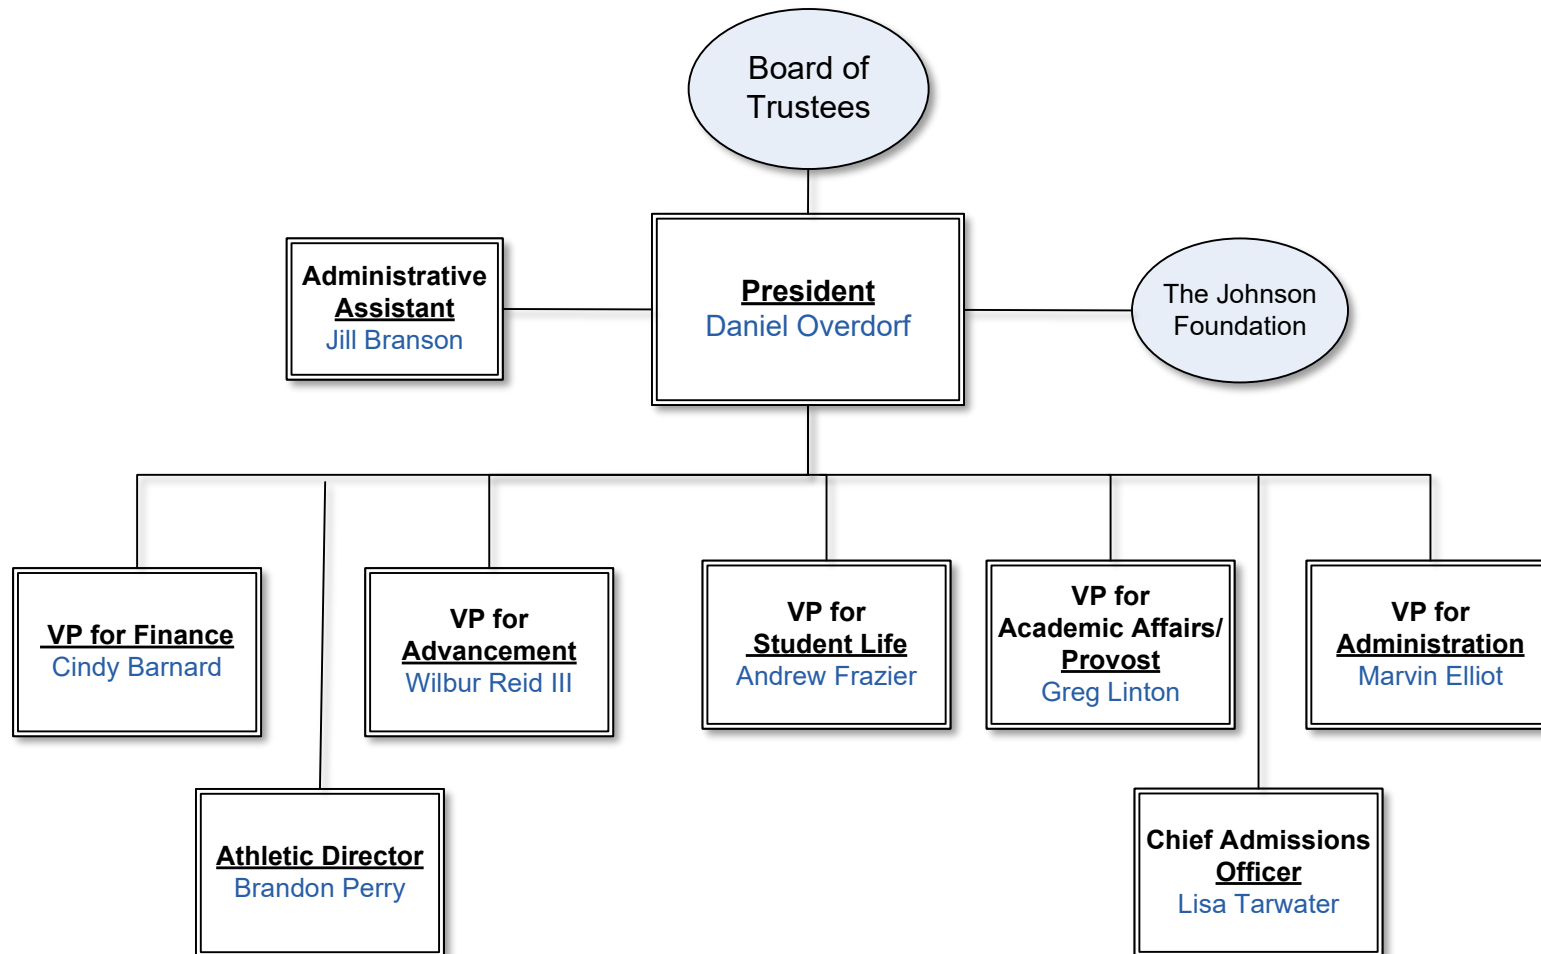 Board of
Trustees
Administrative
Assistant
Jill Branson
President
Daniel Overdorf
The Johnson
Foundation
VP for Finance
Cindy Barnard
VP for
Advancement
Wilbur Reid III
VP for
Student Life
Andrew Frazier
VP for
Academic Affairs/
Provost
Greg Linton
VP for
Administration
Marvin Elliot
Athletic Director
Brandon Perry
Chief Admissions
Officer
Lisa Tarwater